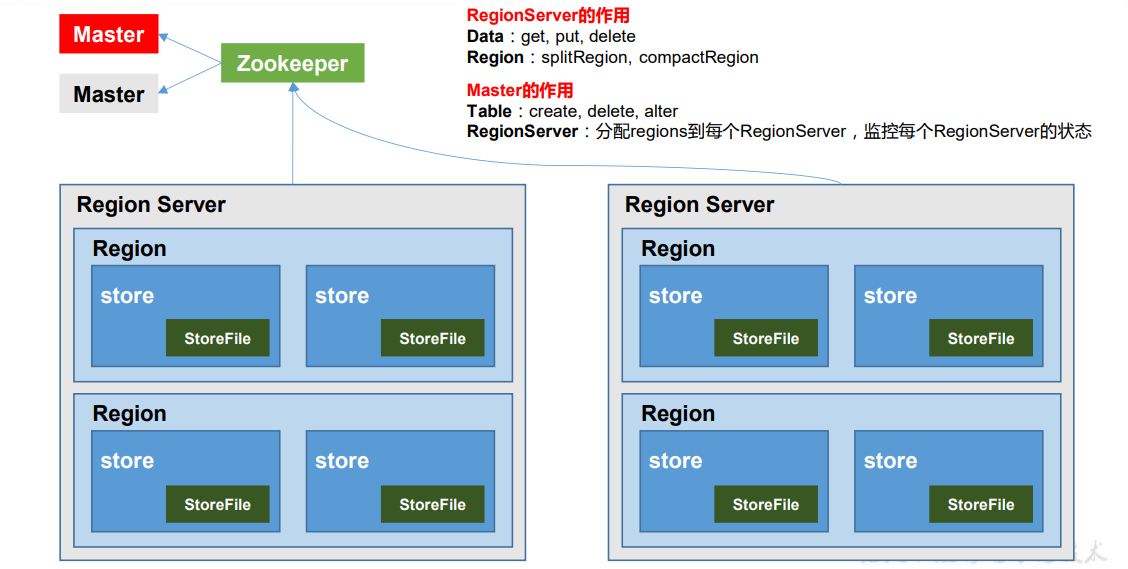 RegionServer的作用
Data：get, put, delete
Region：splitRegion, compactRegion
Master的作用
Table：create, delete, alter
RegionServer：分配regions到每个RegionServer，监控每个RegionServer的状态
Master
Zookeeper
Master
Region Server
Region
store
StoreFile
store
StoreFile
Region
store
StoreFile
store
StoreFile
Region Server
Region
store
StoreFile
store
StoreFile
Region
store
StoreFile
store
StoreFile